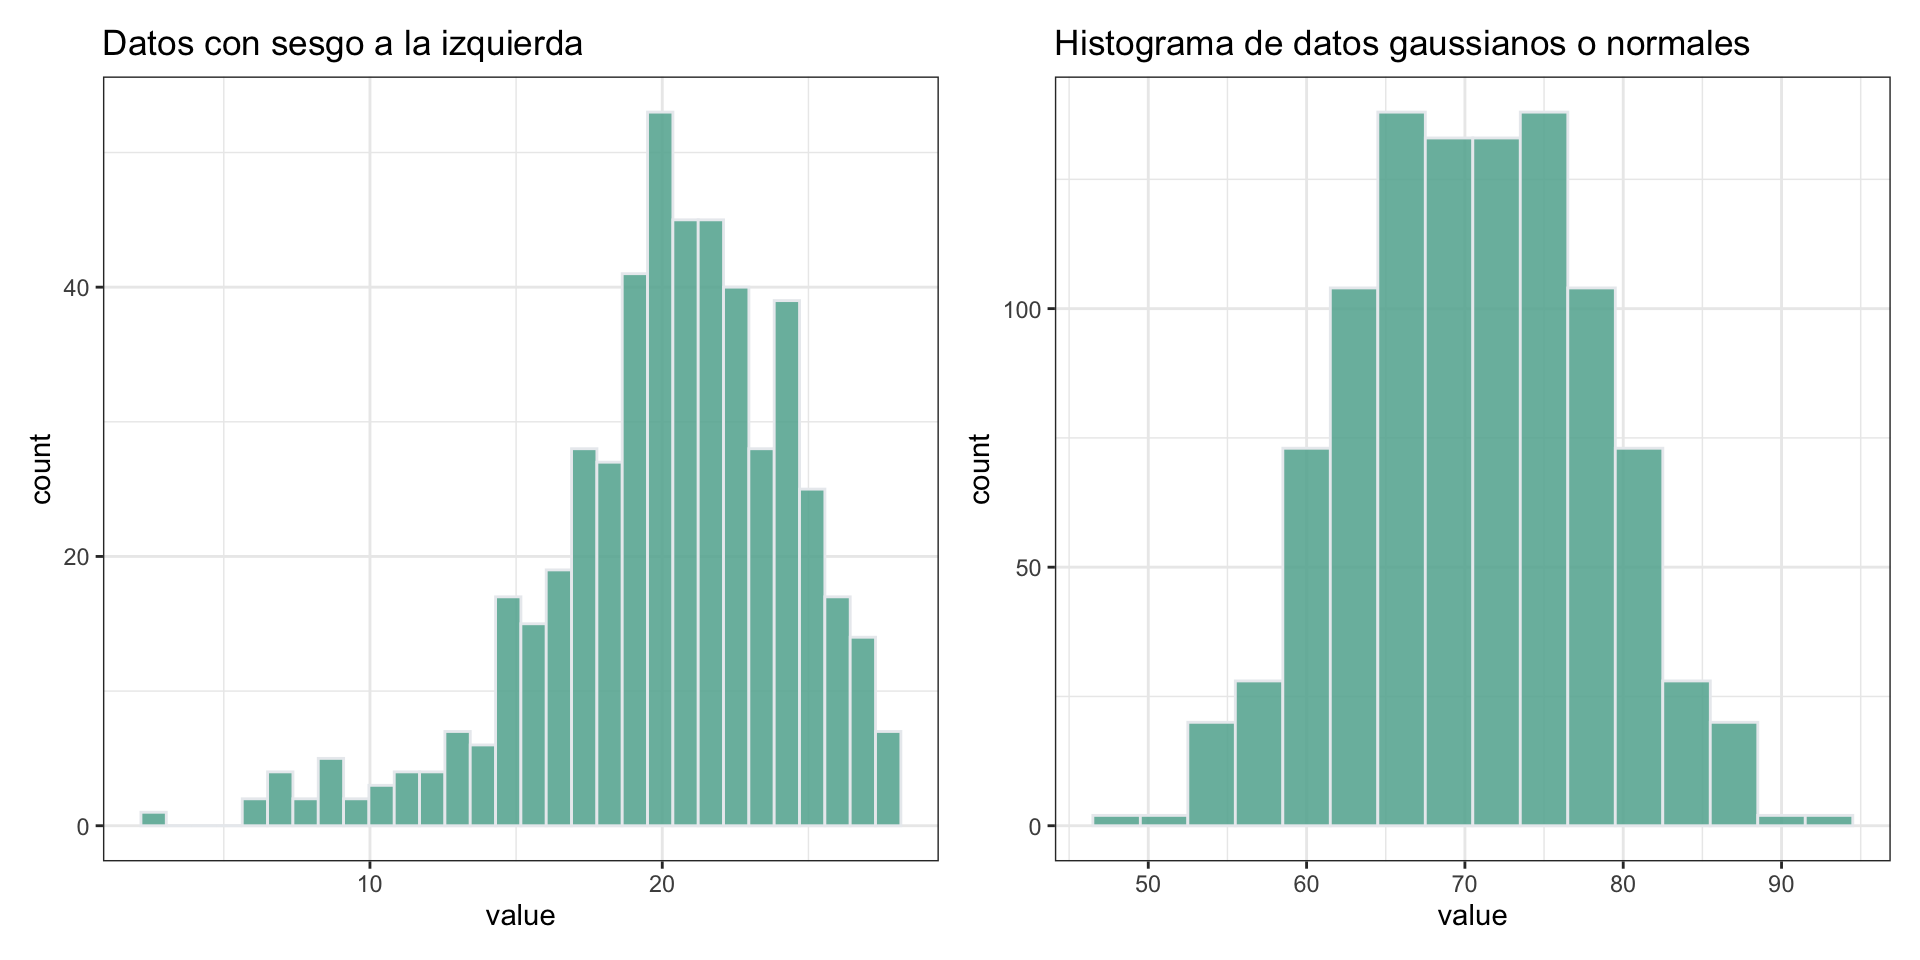 Datos con sesgo a la izquierda
count
40
20
0
10 20
value
Histograma de datos gaussianos o normales
count
100
50
0
50 60 70 80 90
value